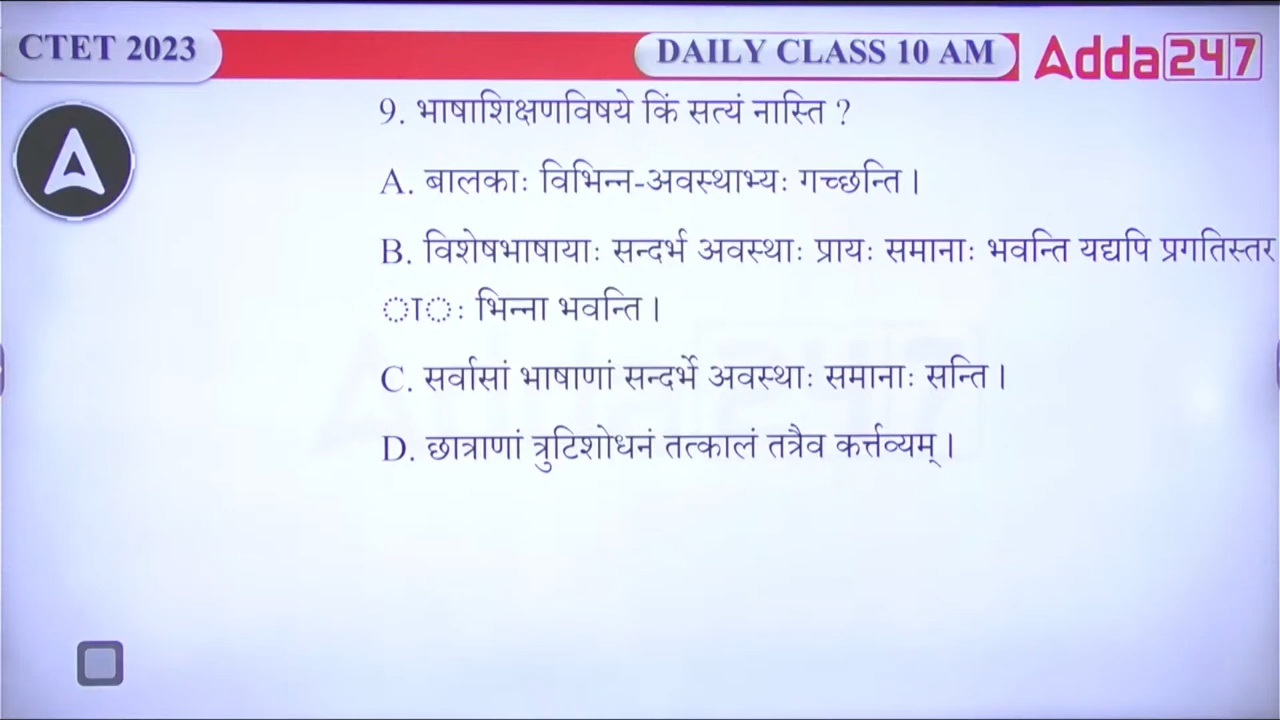 CTET 2023
DAILY CLASS 10 AM
Adda247
9. भाषाशिक्षणविषये किं सत्यं नास्ति ?
A. बालकाः विभिन्न-अवस्थाभ्यः गच्छन्ति।
B. विशेषभाषायाः सन्दर्भ अवस्थाः प्रायः समानाः भवन्ति यद्यपि प्रगतिस्तर
ाः भिन्ना भवन्ति।
C. सर्वासां भाषाणां सन्दर्भे अवस्थाः समानाः सन्ति।
D. छात्राणां त्रुटिशोधनं तत्कालं तत्रैव कर्त्तव्यम्।